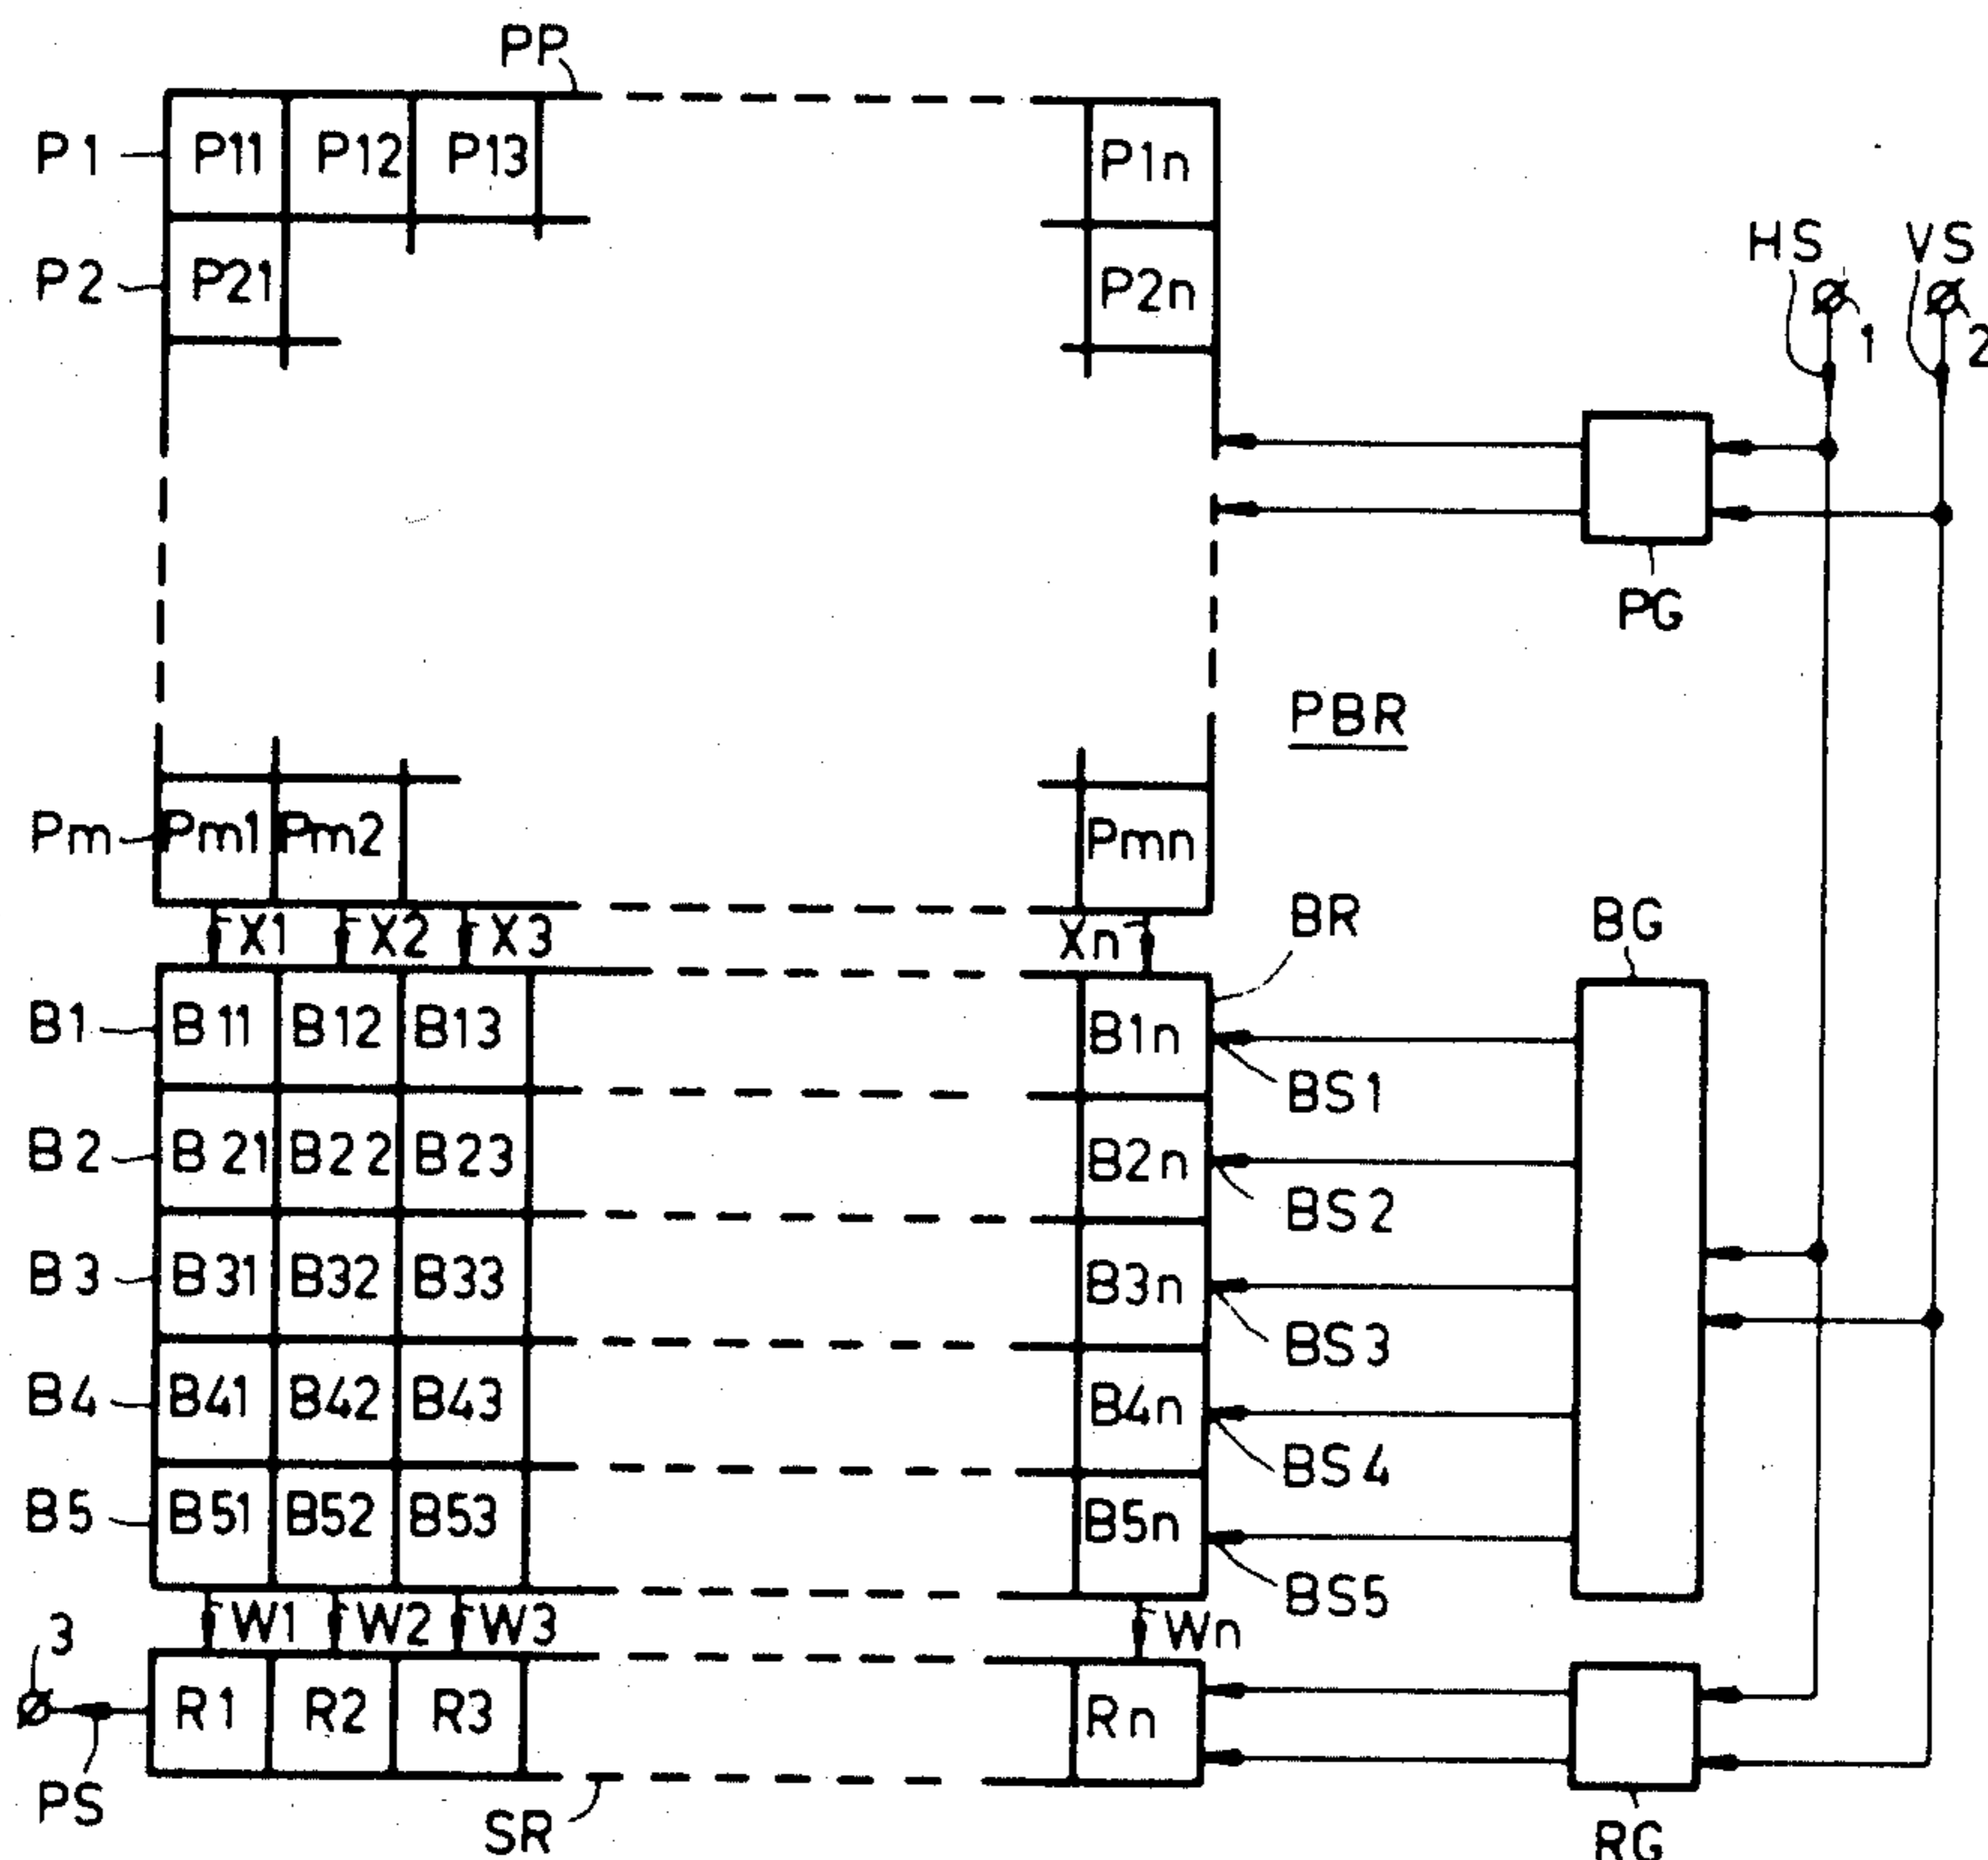 PP
P1 P11 P12 P13 P1n
HS VS
P2 P21 P2n
1 2
PG
PBR
Pm Pm1 Pm2 Pmn
X1 X2 X3 Xn BR BG
B1 B11 B12 B13 B1n
BS1
B2 B21 B22 B23 B2n
BS2
B3 B31 B32 B33 B3n
BS3
B4 B41 B42 B43 B4n
BS4
B5 B51 B52 B53 B5n
BS5
3 W1 W2 W3 Wn
R1 R2 R3 Rn
PS
SR RG